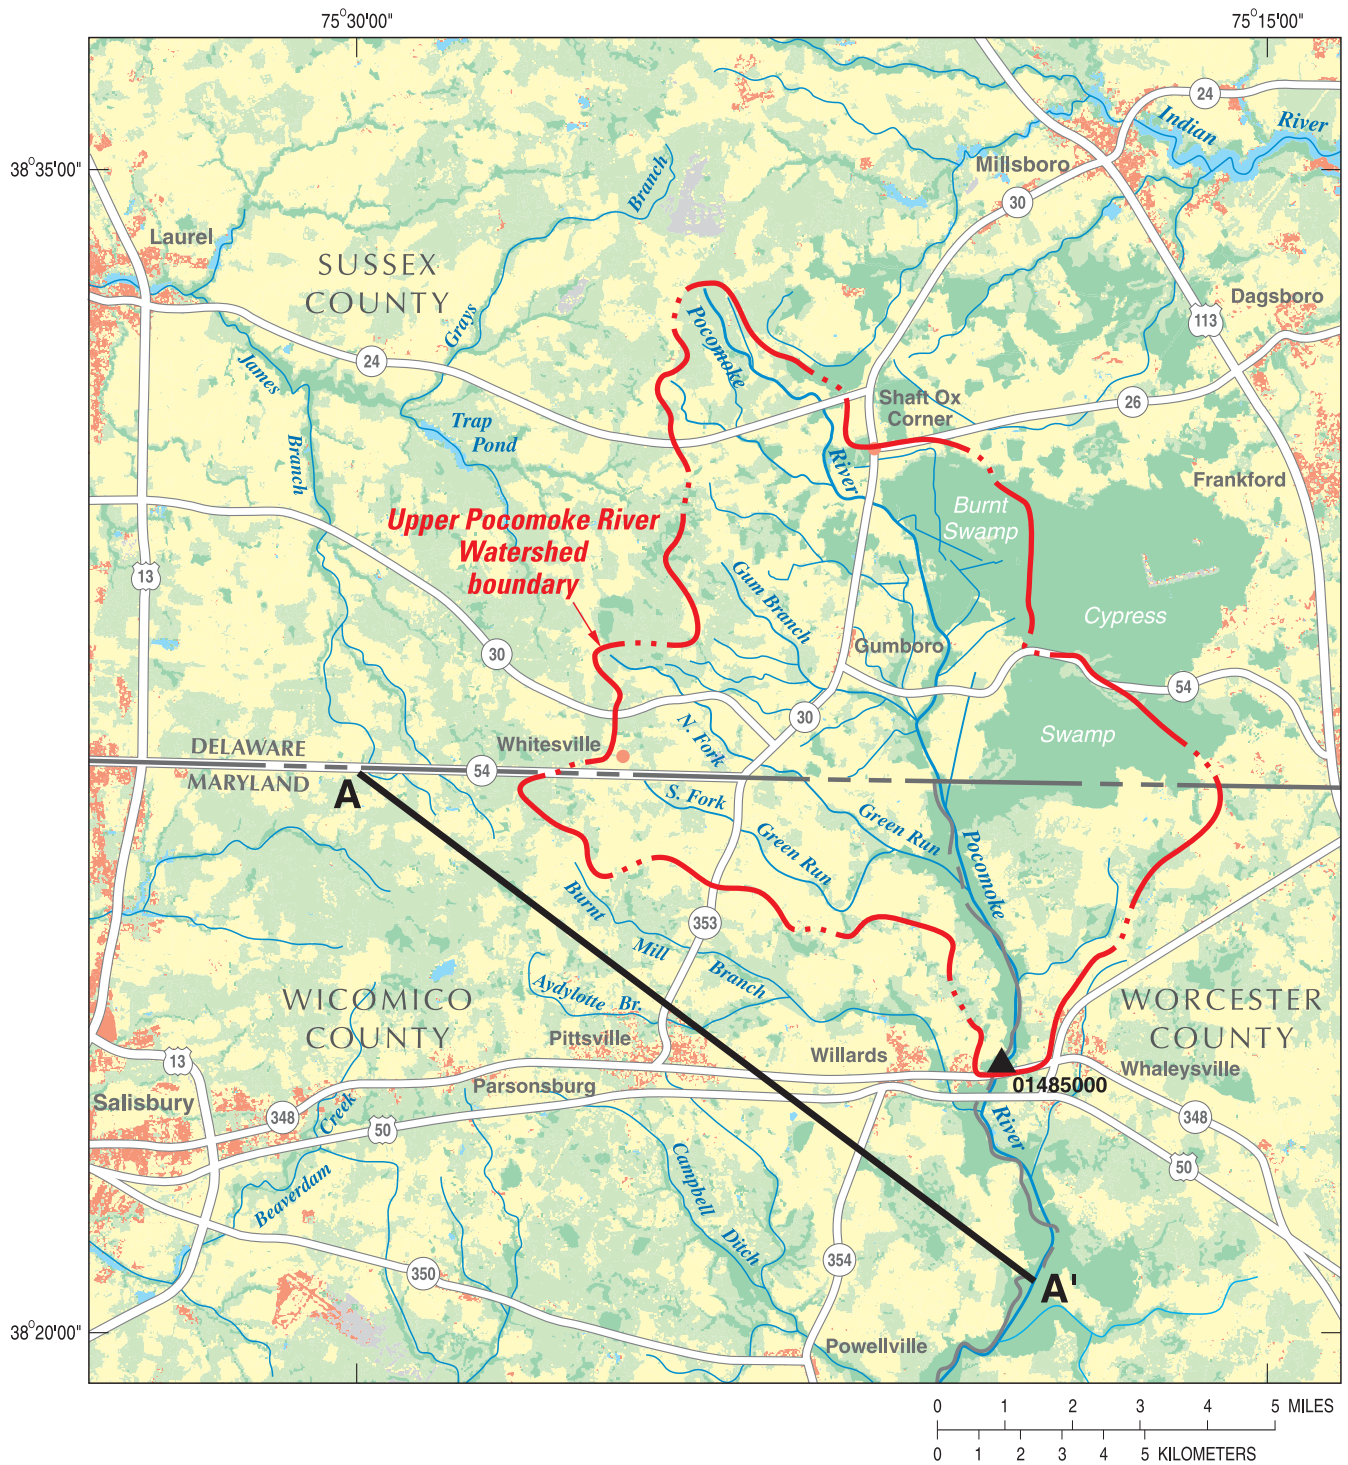 75°30'00"
75°15'00"
38°35'00"
38°20'00"
24
Indian
River
Millsboro
30
Branch
Laurel
SUSSEX
COUNTY
Grays
Pocomoke
Dagsboro
113
James
24
Shaft Ox
Corner
26
Trap
Pond
Branch
River
Frankford
Burnt
Swamp
Upper Pocomoke River
Watershed
boundary
13
Gum Branch
Cypress
Gumboro
30
54
N. Fork
30
Swamp
Whitesville
DELAWARE
MARYLAND
54
A
S. Fork
Green Run
Green Run
Pocomoke
Burnt
353
Mill
Branch
Aydylotte Br.
WICOMICO
COUNTY
WORCESTER
COUNTY
Pittsville
Willards
13
Whaleysville
Parsonsburg
01485000
Salisbury
348
Creek
50
River
348
50
Beaverdam
Campbell
Ditch
350
354
A'
Powellville
0 1 2 3 4 5 MILES
0 1 2 3 4 5 KILOMETERS